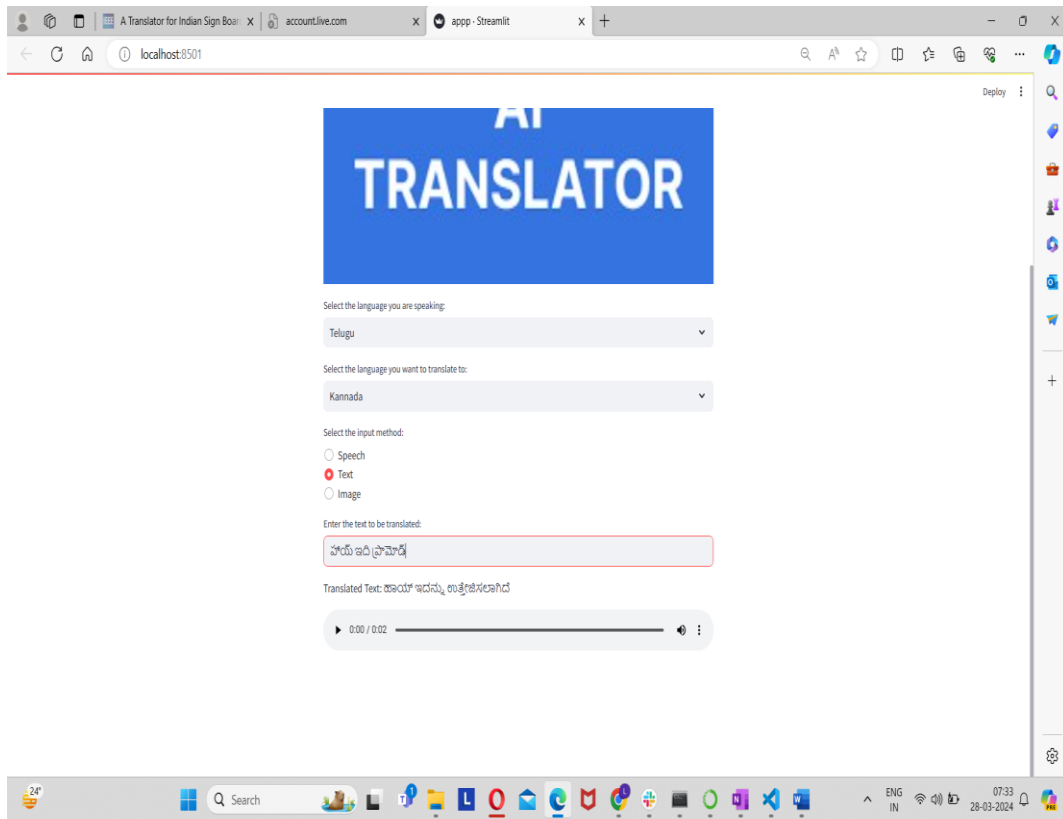 A Translator for Indian Sign Boar
account.live.com
appp · Streamlit
localhost:8501
Deploy
TRANSLATOR
Select the language you are speaking:
Telugu
Select the language you want to translate to:
Kannada
Select the input method:
Speech
Text
Image
Enter the text to be translated:
హాయ్ ఇది ప్రామోడ్
Translated Text: ಹಾಯ್ ಇದನ್ನು ಉತ್ತೇಜಿಸಲಾಗಿದೆ
0:00 / 0:02
24°
Search
ENG
IN
07:33
28-03-2024